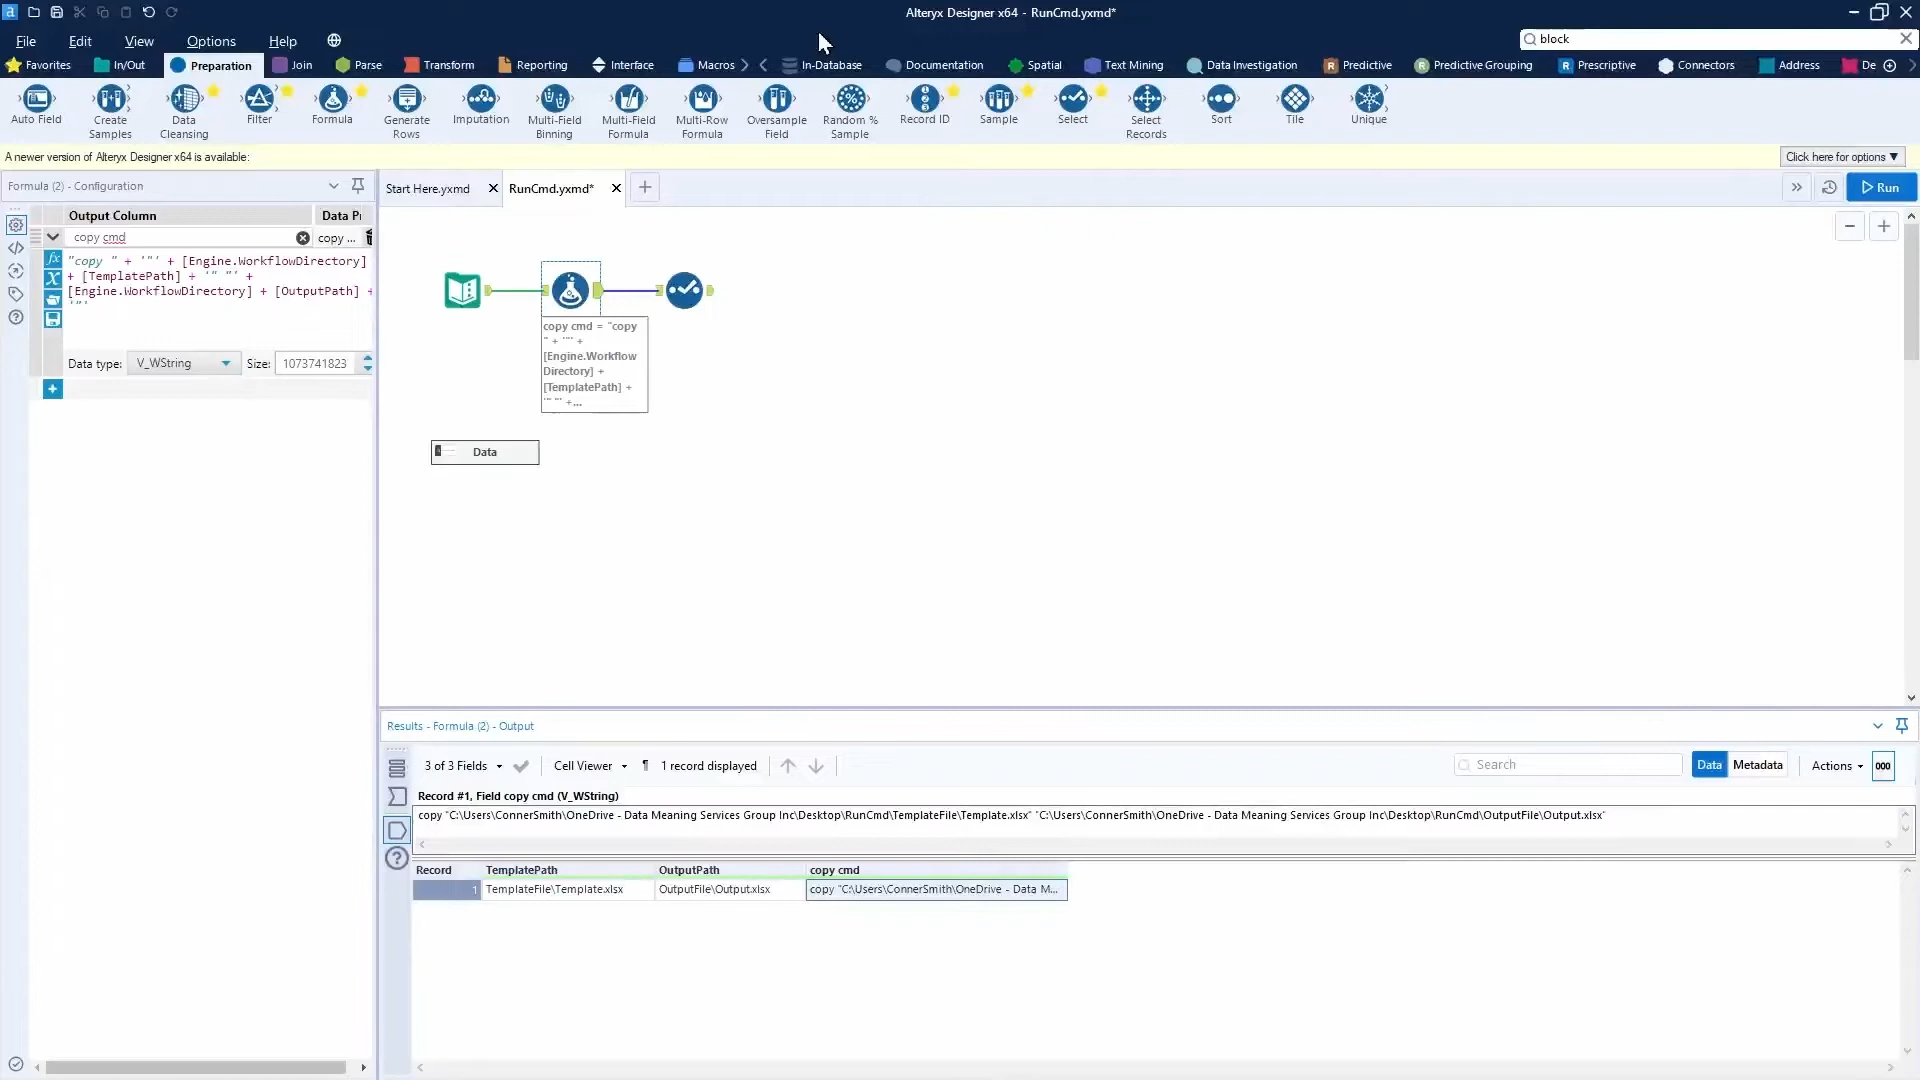 a
Alteryx Designer x64 - RunCmd.yxmd*
File Edit View Options Help
block
Favorites In/Out Preparation Join Parse Transform Reporting Interface Macros In-Database Documentation Spatial Text Mining Data Investigation Predictive Predictive Grouping Prescriptive Connectors Address De
Auto Field
Create
Samples
Data
Cleansing
Filter
Formula
Generate
Rows
Imputation
Multi-Field
Binning
Multi-Field
Formula
Multi-Row
Formula
Oversample
Field
Random %
Sample
Record ID
Sample
Select
Select
Records
Sort
Tile
Unique
A newer version of Alteryx Designer x64 is available:
Click here for options ▼
Formula (2) - Configuration
Start Here.yxmd
RunCmd.yxmd*
Run
Output Column
Data Pr
copy cmd
copy ...
"copy " + '"' + [Engine.WorkflowDirectory]
+ [TemplatePath] + '" "' +
[Engine.WorkflowDirectory] + [OutputPath] +
'"'
Data type: V_WString Size: 1073741823
copy cmd = "copy
" + '"' +
[Engine.Workflow
Directory] +
[TemplatePath] +
'" "' +...
Data
Results - Formula (2) - Output
3 of 3 Fields Cell Viewer 1 record displayed
Search
Data Metadata Actions 000
Record #1, Field copy cmd (V_WString)
copy "C:\Users\ConnerSmith\OneDrive - Data Meaning Services Group Inc\Desktop\RunCmd\TemplateFile\Template.xlsx" "C:\Users\ConnerSmith\OneDrive - Data Meaning Services Group Inc\Desktop\RunCmd\OutputFile\Output.xlsx"
Record TemplatePath OutputPath copy cmd
1 TemplateFile\Template.xlsx OutputFile\Output.xlsx copy "C:\Users\ConnerSmith\OneDrive - Data M...